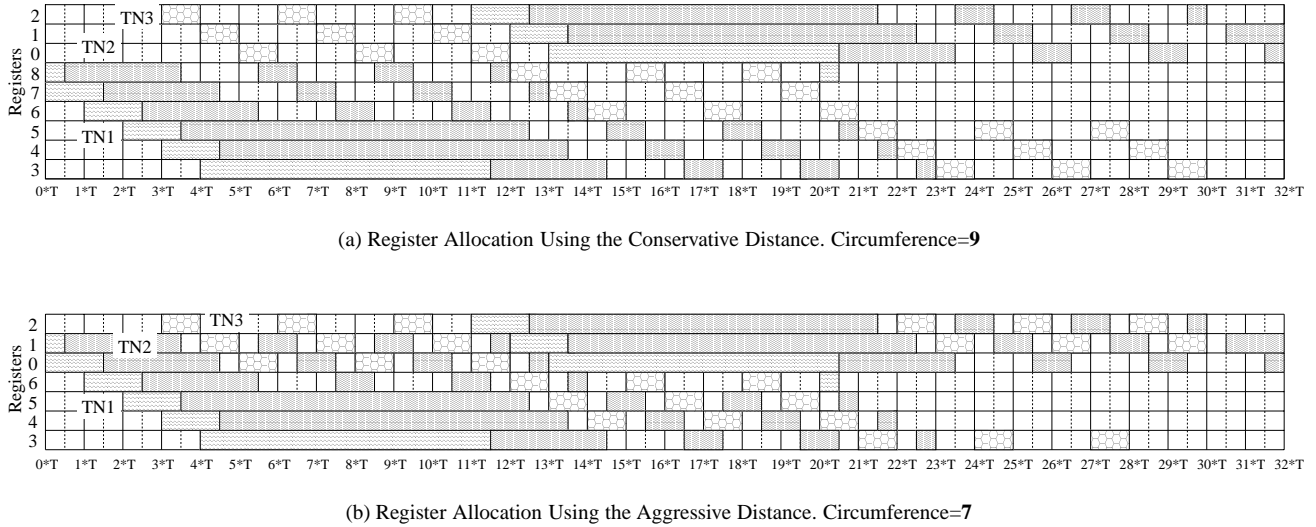 2 TN3
1
TN2
0
8
7
6
5
TN1
4
3
Registers
0*T 1*T 2*T 3*T 4*T 5*T 6*T 7*T 8*T 9*T 10*T 11*T 12*T 13*T 14*T 15*T 16*T 17*T 18*T 19*T 20*T 21*T 22*T 23*T 24*T 25*T 26*T 27*T 28*T 29*T 30*T 31*T 32*T
(a) Register Allocation Using the Conservative Distance. Circumference=9
2 TN3
1 TN2
0
6
5
TN1
4
3
Registers
0*T 1*T 2*T 3*T 4*T 5*T 6*T 7*T 8*T 9*T 10*T 11*T 12*T 13*T 14*T 15*T 16*T 17*T 18*T 19*T 20*T 21*T 22*T 23*T 24*T 25*T 26*T 27*T 28*T 29*T 30*T 31*T 32*T
(b) Register Allocation Using the Aggressive Distance. Circumference=7